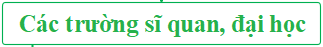 Các trường sĩ quan, đại học